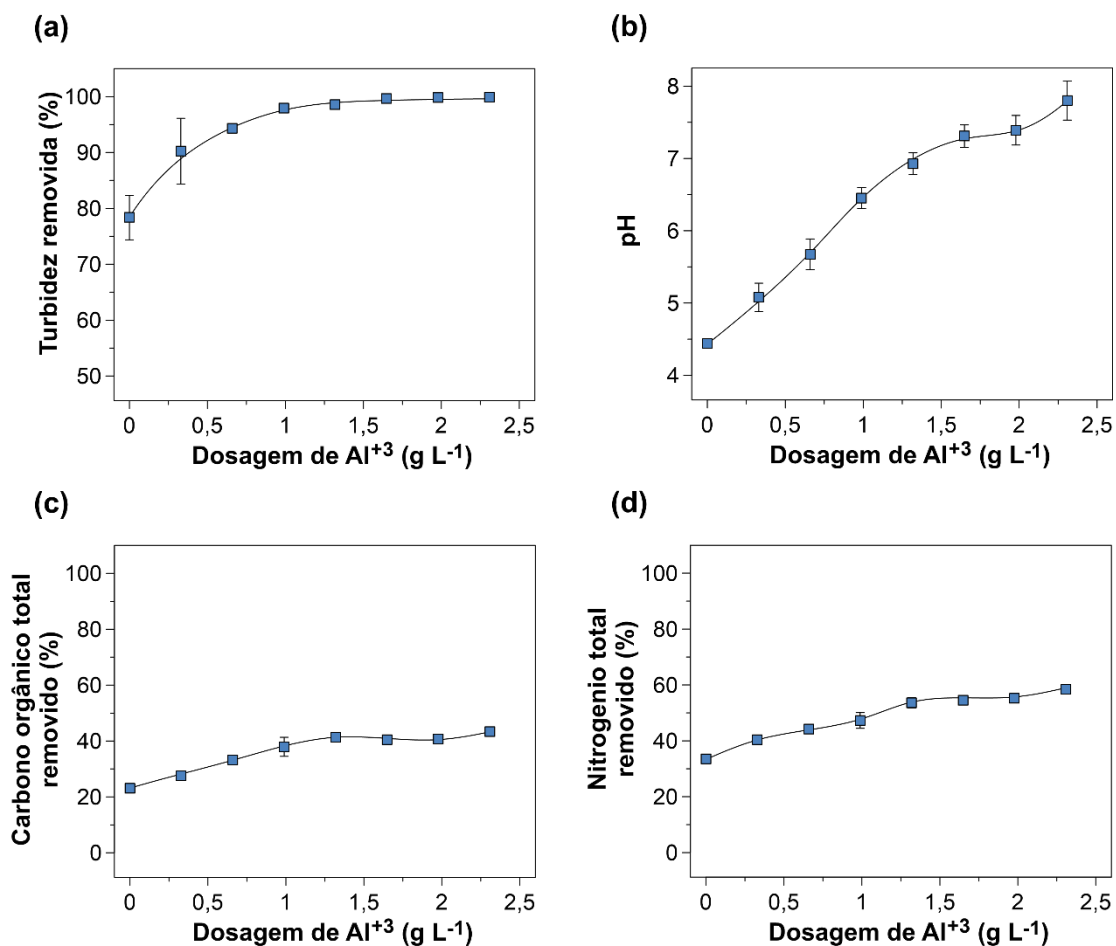 (a)
Turbidez removida (%)
100
90
80
70
60
50
0 0,5 1 1,5 2 2,5
Dosagem de Al+3 (g L-1)
(b)
pH
8
7
6
5
4
0 0,5 1 1,5 2 2,5
Dosagem de Al+3 (g L-1)
(c)
Carbono orgânico total
removido (%)
100
80
60
40
20
0
0 0,5 1 1,5 2 2,5
Dosagem de Al+3 (g L-1)
(d)
Nitrogenio total
removido (%)
100
80
60
40
20
0
0 0,5 1 1,5 2 2,5
Dosagem de Al+3 (g L-1)